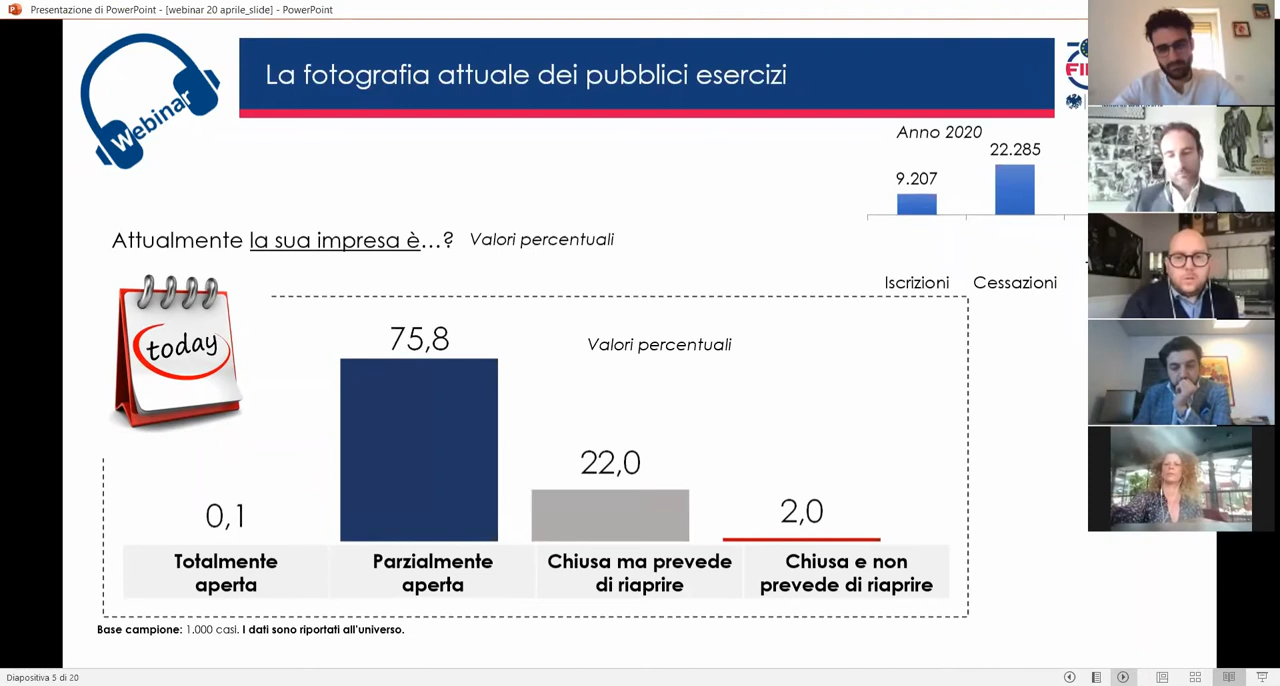 Presentazione di PowerPoint - [webinar 20 aprile_slide] - PowerPoint
Webinar
La fotografia attuale dei pubblici esercizi
Anno 2020
22.285
9.207
Iscrizioni Cessazioni
Attualmente la sua impresa è…? Valori percentuali
today
Valori percentuali
75,8
22,0
0,1
2,0
Totalmente aperta
Parzialmente aperta
Chiusa ma prevede di riaprire
Chiusa e non prevede di riaprire
Base campione: 1.000 casi. I dati sono riportati all'universo.
Diapositiva 5 di 20